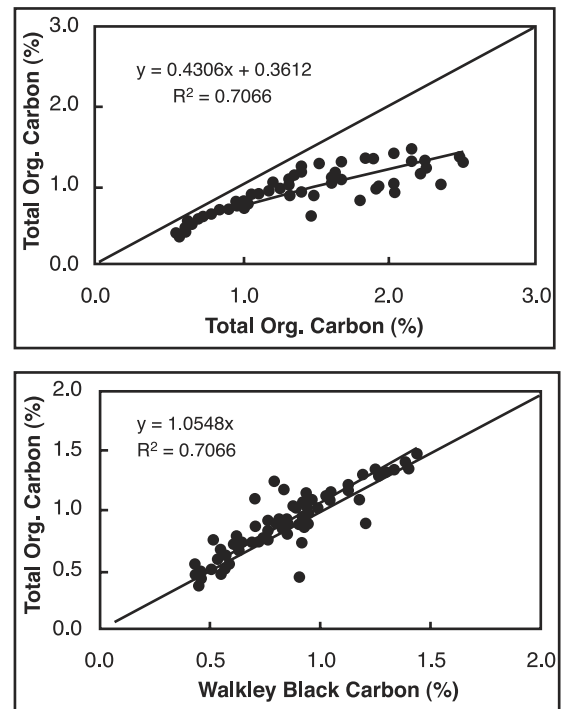 Total Org. Carbon (%)
3.0
2.0
1.0
0.0
y = 0.4306x + 0.3612
R² = 0.7066
0.0 1.0 2.0 3.0
Total Org. Carbon (%)
Total Org. Carbon (%)
2.0
1.5
1.0
0.5
0.0
y = 1.0548x
R² = 0.7066
0.0 0.5 1.0 1.5 2.0
Walkley Black Carbon (%)